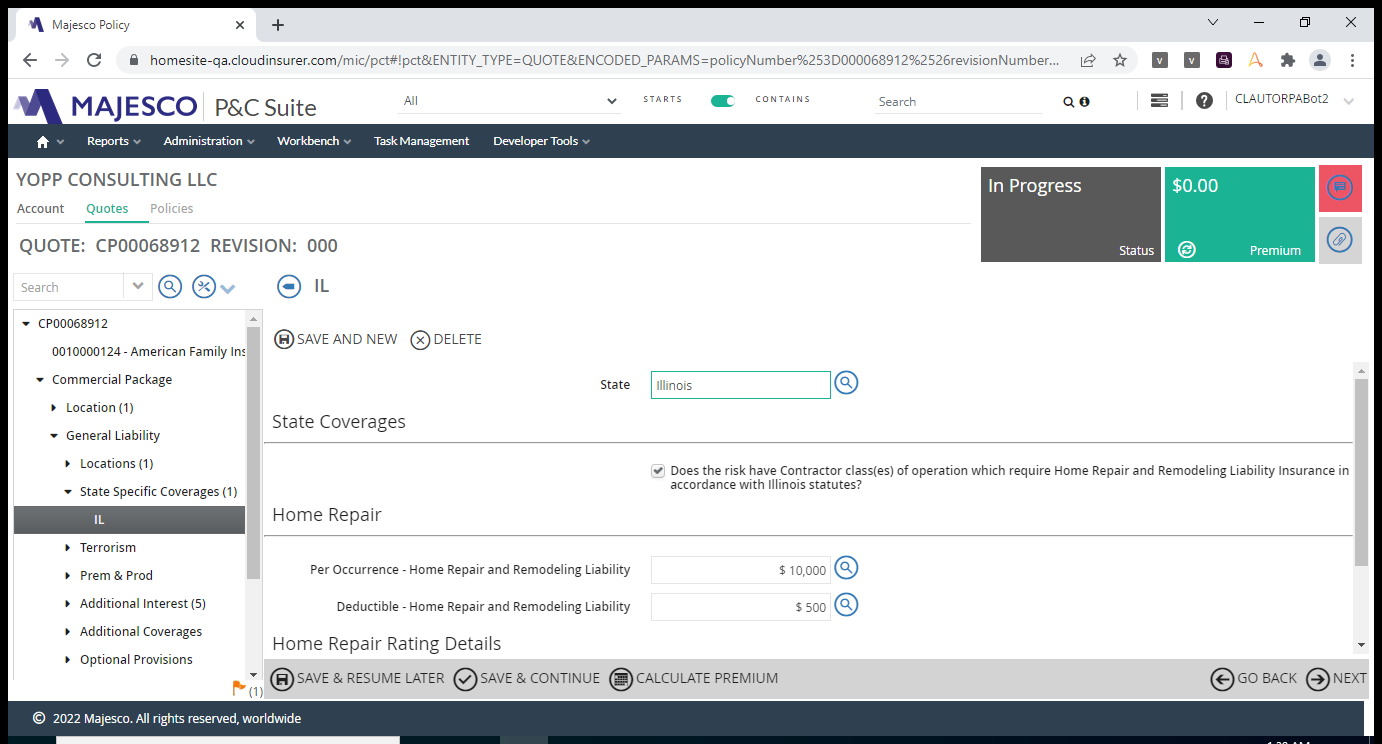 Majesco Policy
homesite-qa.cloudinsurer.com/mic/pct#!pct&ENTITY_TYPE=QUOTE&ENCODED_PARAMS=policyNumber%253D000068912%2526revisionNumber...
MAJESCO P&C Suite
All
STARTS
CONTAINS
Search
CLAUTORPABot2
Reports
Administration
Workbench
Task Management
Developer Tools
YOPP CONSULTING LLC
Account
Quotes
Policies
In Progress
Status
$0.00
Premium
QUOTE: CP00068912 REVISION: 000
Search
IL
CP00068912
0010000124 - American Family Ins
Commercial Package
Location (1)
General Liability
Locations (1)
State Specific Coverages (1)
IL
Terrorism
Prem & Prod
Additional Interest (5)
Additional Coverages
Optional Provisions
(1)
SAVE AND NEW
DELETE
State
Illinois
State Coverages
Does the risk have Contractor class(es) of operation which require Home Repair and Remodeling Liability Insurance in
accordance with Illinois statutes?
Home Repair
Per Occurrence - Home Repair and Remodeling Liability
$ 10,000
Deductible - Home Repair and Remodeling Liability
$ 500
Home Repair Rating Details
SAVE & RESUME LATER
SAVE & CONTINUE
CALCULATE PREMIUM
GO BACK
NEXT
© 2022 Majesco. All rights reserved, worldwide